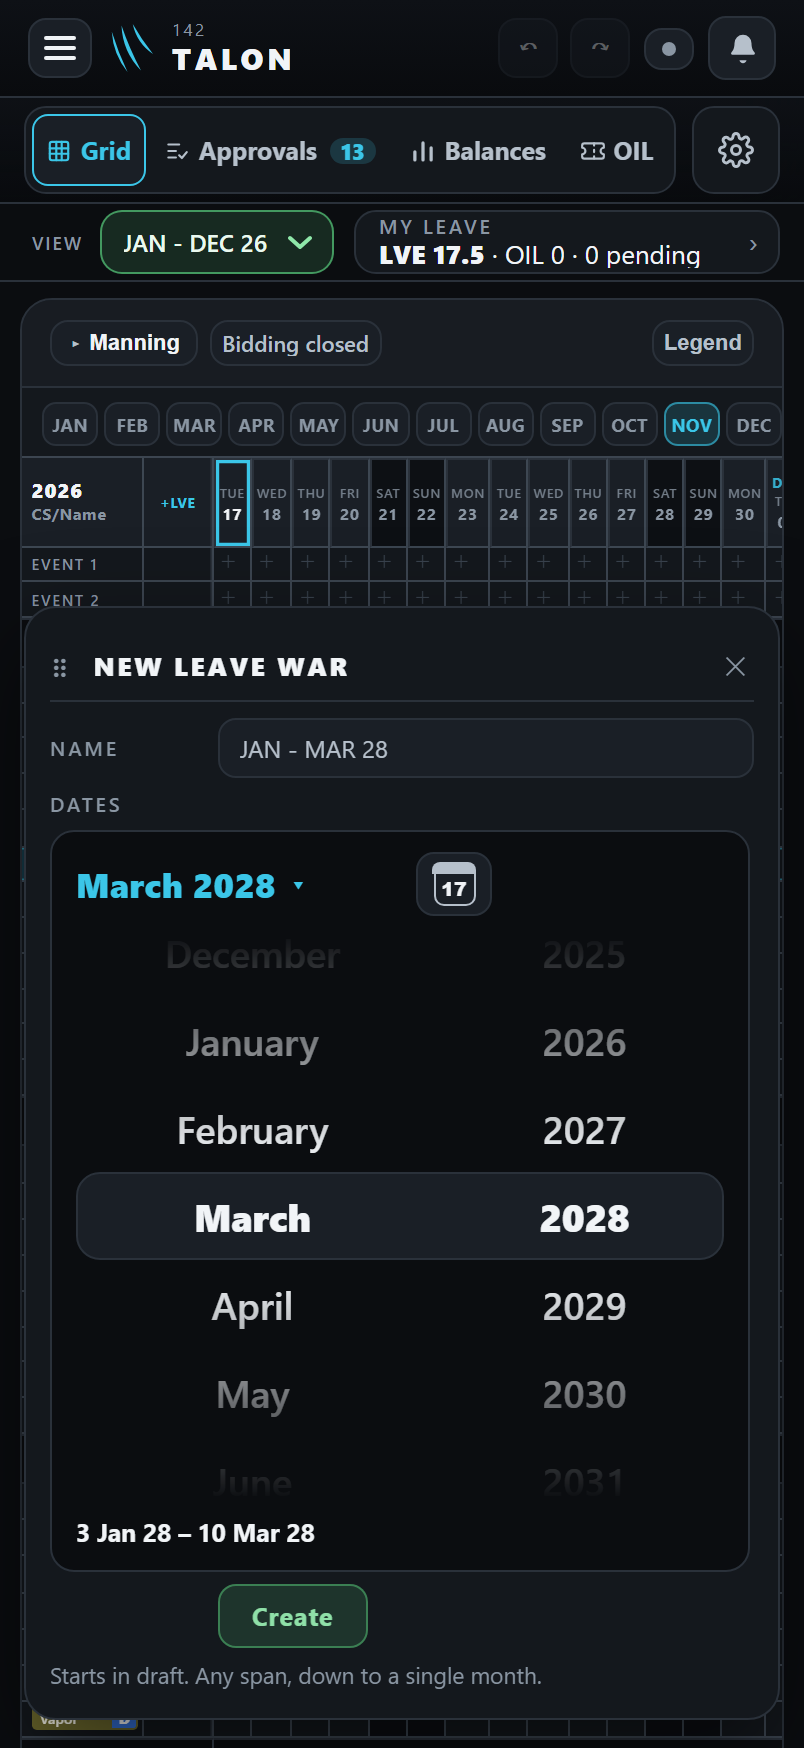 142
TALON
Grid
Approvals 13
Balances
OIL
VIEW
JAN - DEC 26
MY LEAVE
LVE 17.5 · OIL 0 · 0 pending
Manning
Bidding closed
Legend
JAN FEB MAR APR MAY JUN JUL AUG SEP OCT NOV DEC
2026
CS/Name
+LVE
TUE 17
WED 18
THU 19
FRI 20
SAT 21
SUN 22
MON 23
TUE 24
WED 25
THU 26
FRI 27
SAT 28
SUN 29
MON 30
EVENT 1
EVENT 2
NEW LEAVE WAR
NAME
JAN - MAR 28
DATES
March 2028
17
December 2025
January 2026
February 2027
March 2028
April 2029
May 2030
June 2031
3 Jan 28 – 10 Mar 28
Create
Starts in draft. Any span, down to a single month.
Vapor